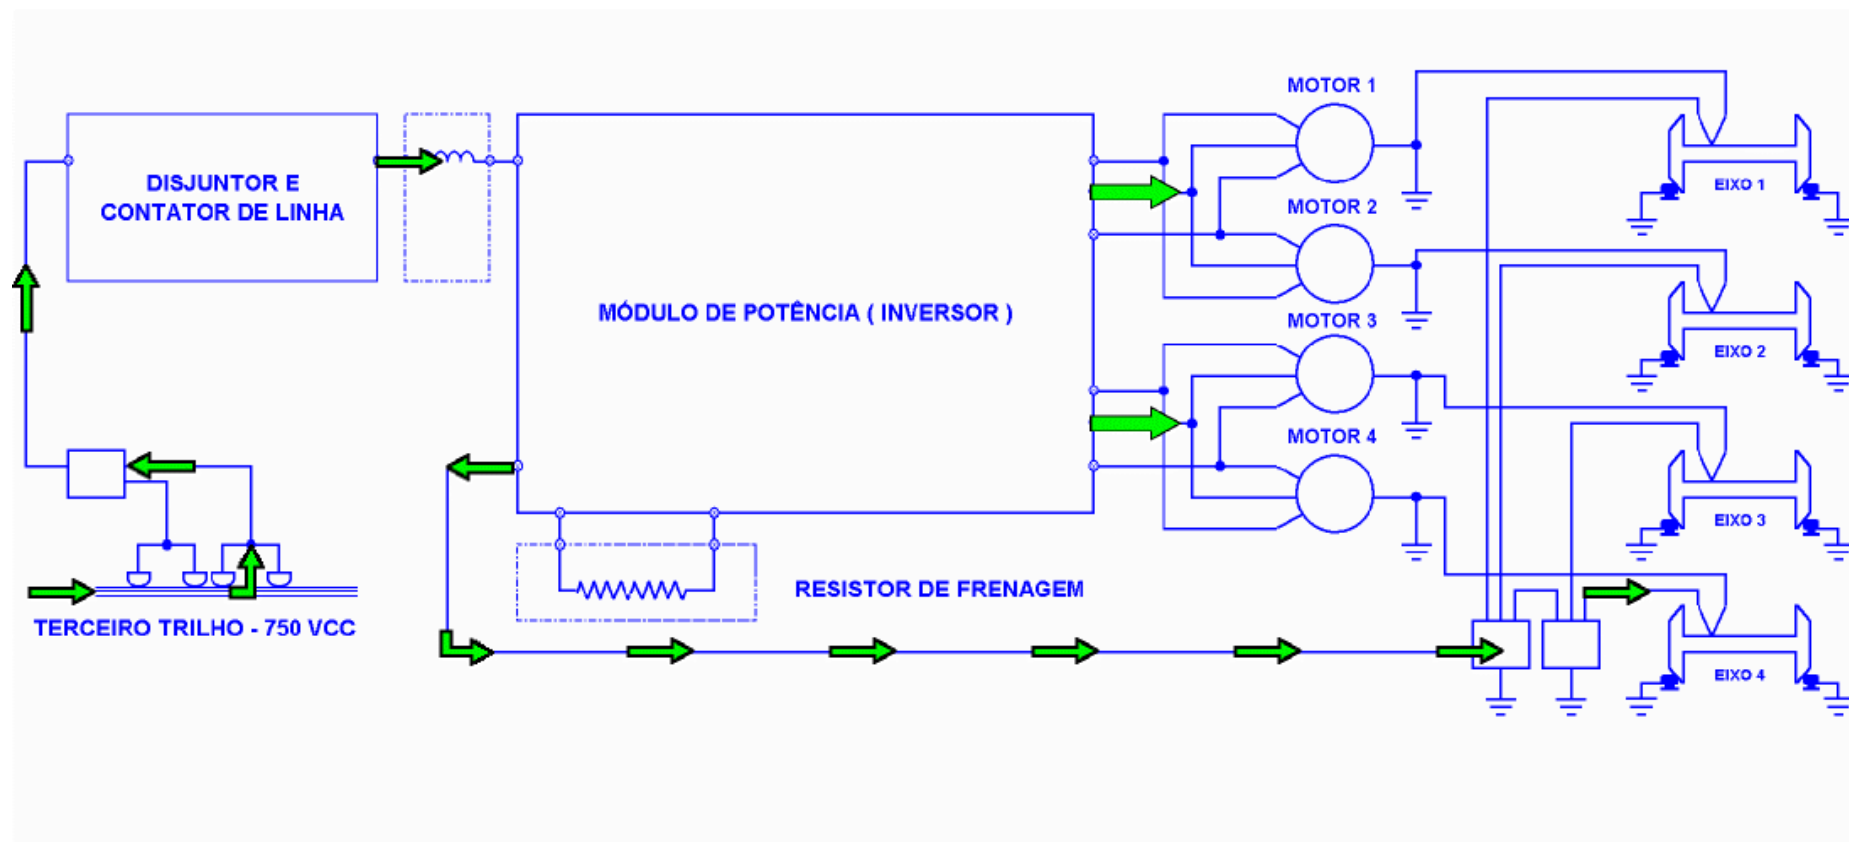 MOTOR 1
DISJUNTOR E
CONTATOR DE LINHA
EIXO 1
MOTOR 2
MÓDULO DE POTÊNCIA ( INVERSOR )
MOTOR 3
EIXO 2
MOTOR 4
EIXO 3
RESISTOR DE FRENAGEM
TERCEIRO TRILHO - 750 VCC
EIXO 4